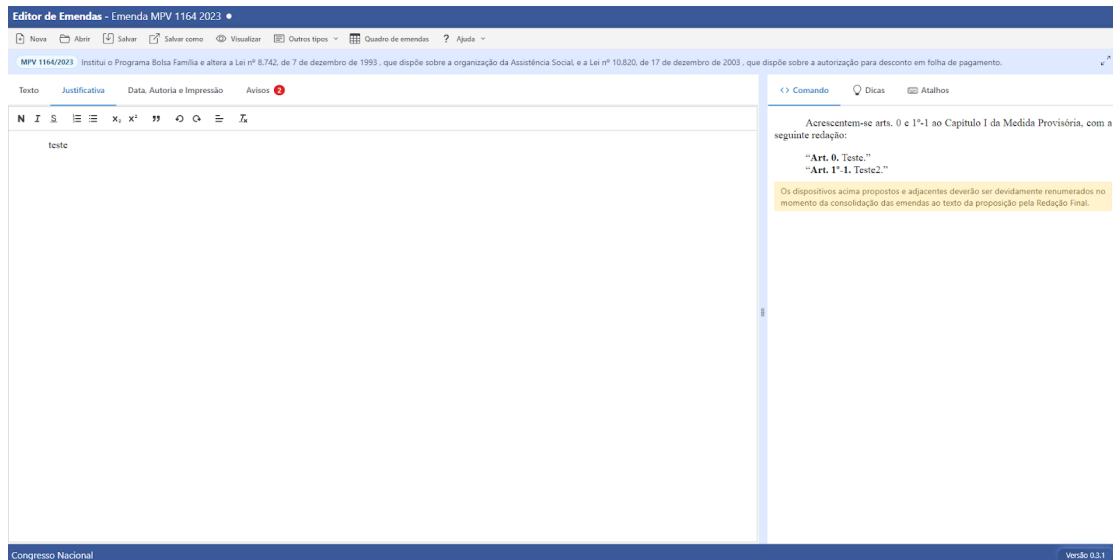 Editor de Emendas - Emenda MPV 1164 2023
Nova Abrir Salvar Salvar como Visualizar Outros tipos Quadro de emendas ? Ajuda
MPV 1164/2023 Institui o Programa Bolsa Família e altera a Lei nº 8.742, de 7 de dezembro de 1993 , que dispõe sobre a organização da Assistência Social, e a Lei nº 10.820, de 17 de dezembro de 2003 , que dispõe sobre a autorização para desconto em folha de pagamento.
Texto Justificativa Data, Autoria e Impressão Avisos 2
<> Comando Dicas Atalhos
N I S x₂ x² Tx
teste
Acrescentem-se arts. 0 e 1º-1 ao Capítulo I da Medida Provisória, com a
seguinte redação:
“Art. 0. Teste.”
“Art. 1º-1. Teste2.”
Os dispositivos acima propostos e adjacentes deverão ser devidamente renumerados no
momento da consolidação das emendas ao texto da proposição pela Redação Final.
Congresso Nacional
Versão 0.3.1